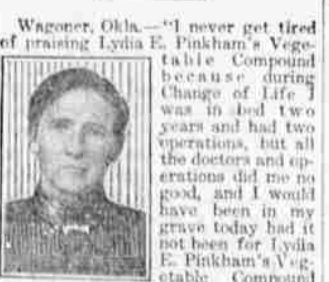 Wagoner, Okla.—"I never get tired
of praising Lydia E. Pinkham's Vege-
table Compound
because during
Change of Life I
was in bed two
years and had two
operations, but all
the doctors and op-
erations did me no
good, and I would
have been in my
grave today had it
not been for Lydia
E. Pinkham's Veg-
etable Compound